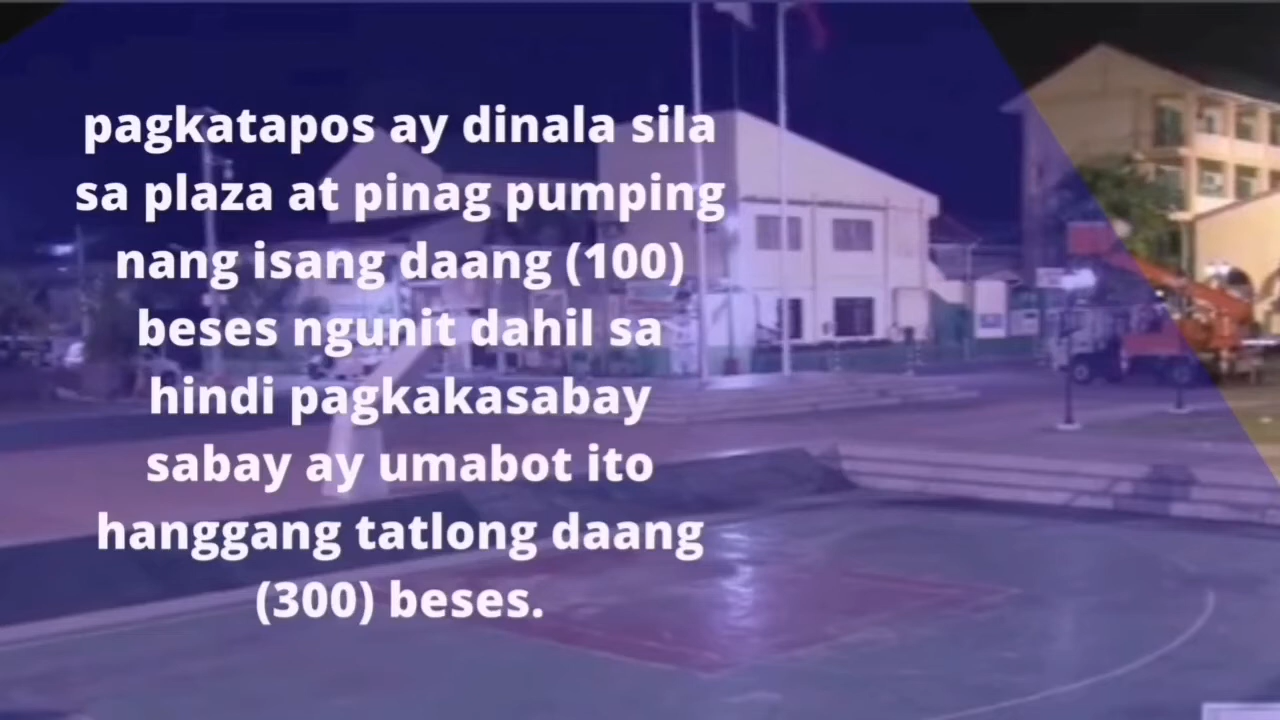 pagkatapos ay dinala sila
sa plaza at pinag pumping
nang isang daang (100)
beses ngunit dahil sa
hindi pagkakasabay
sabay ay umabot ito
hanggang tatlong daang
(300) beses.